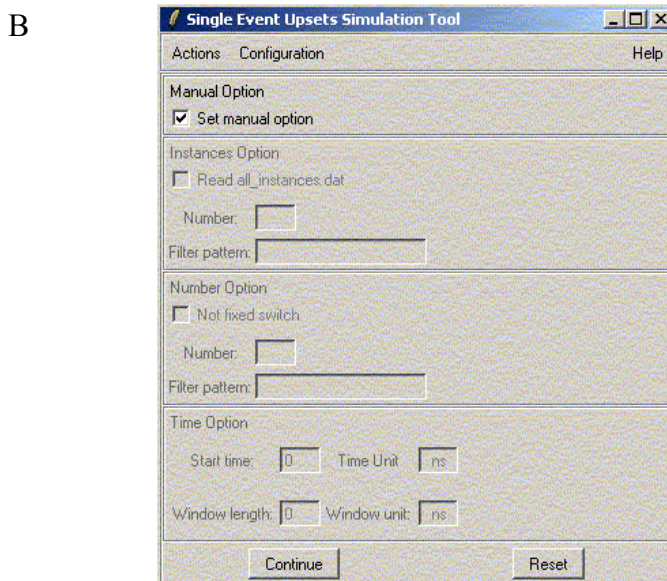 B
Single Event Upsets Simulation Tool
Actions Configuration Help
Manual Option
Set manual option
Instances Option
Read all_instances.dat
Number:
Filter pattern:
Number Option
Not fixed switch
Number:
Filter pattern:
Time Option
Start time: 0 Time Unit ns
Window length: 0 Window unit: ns
Continue Reset